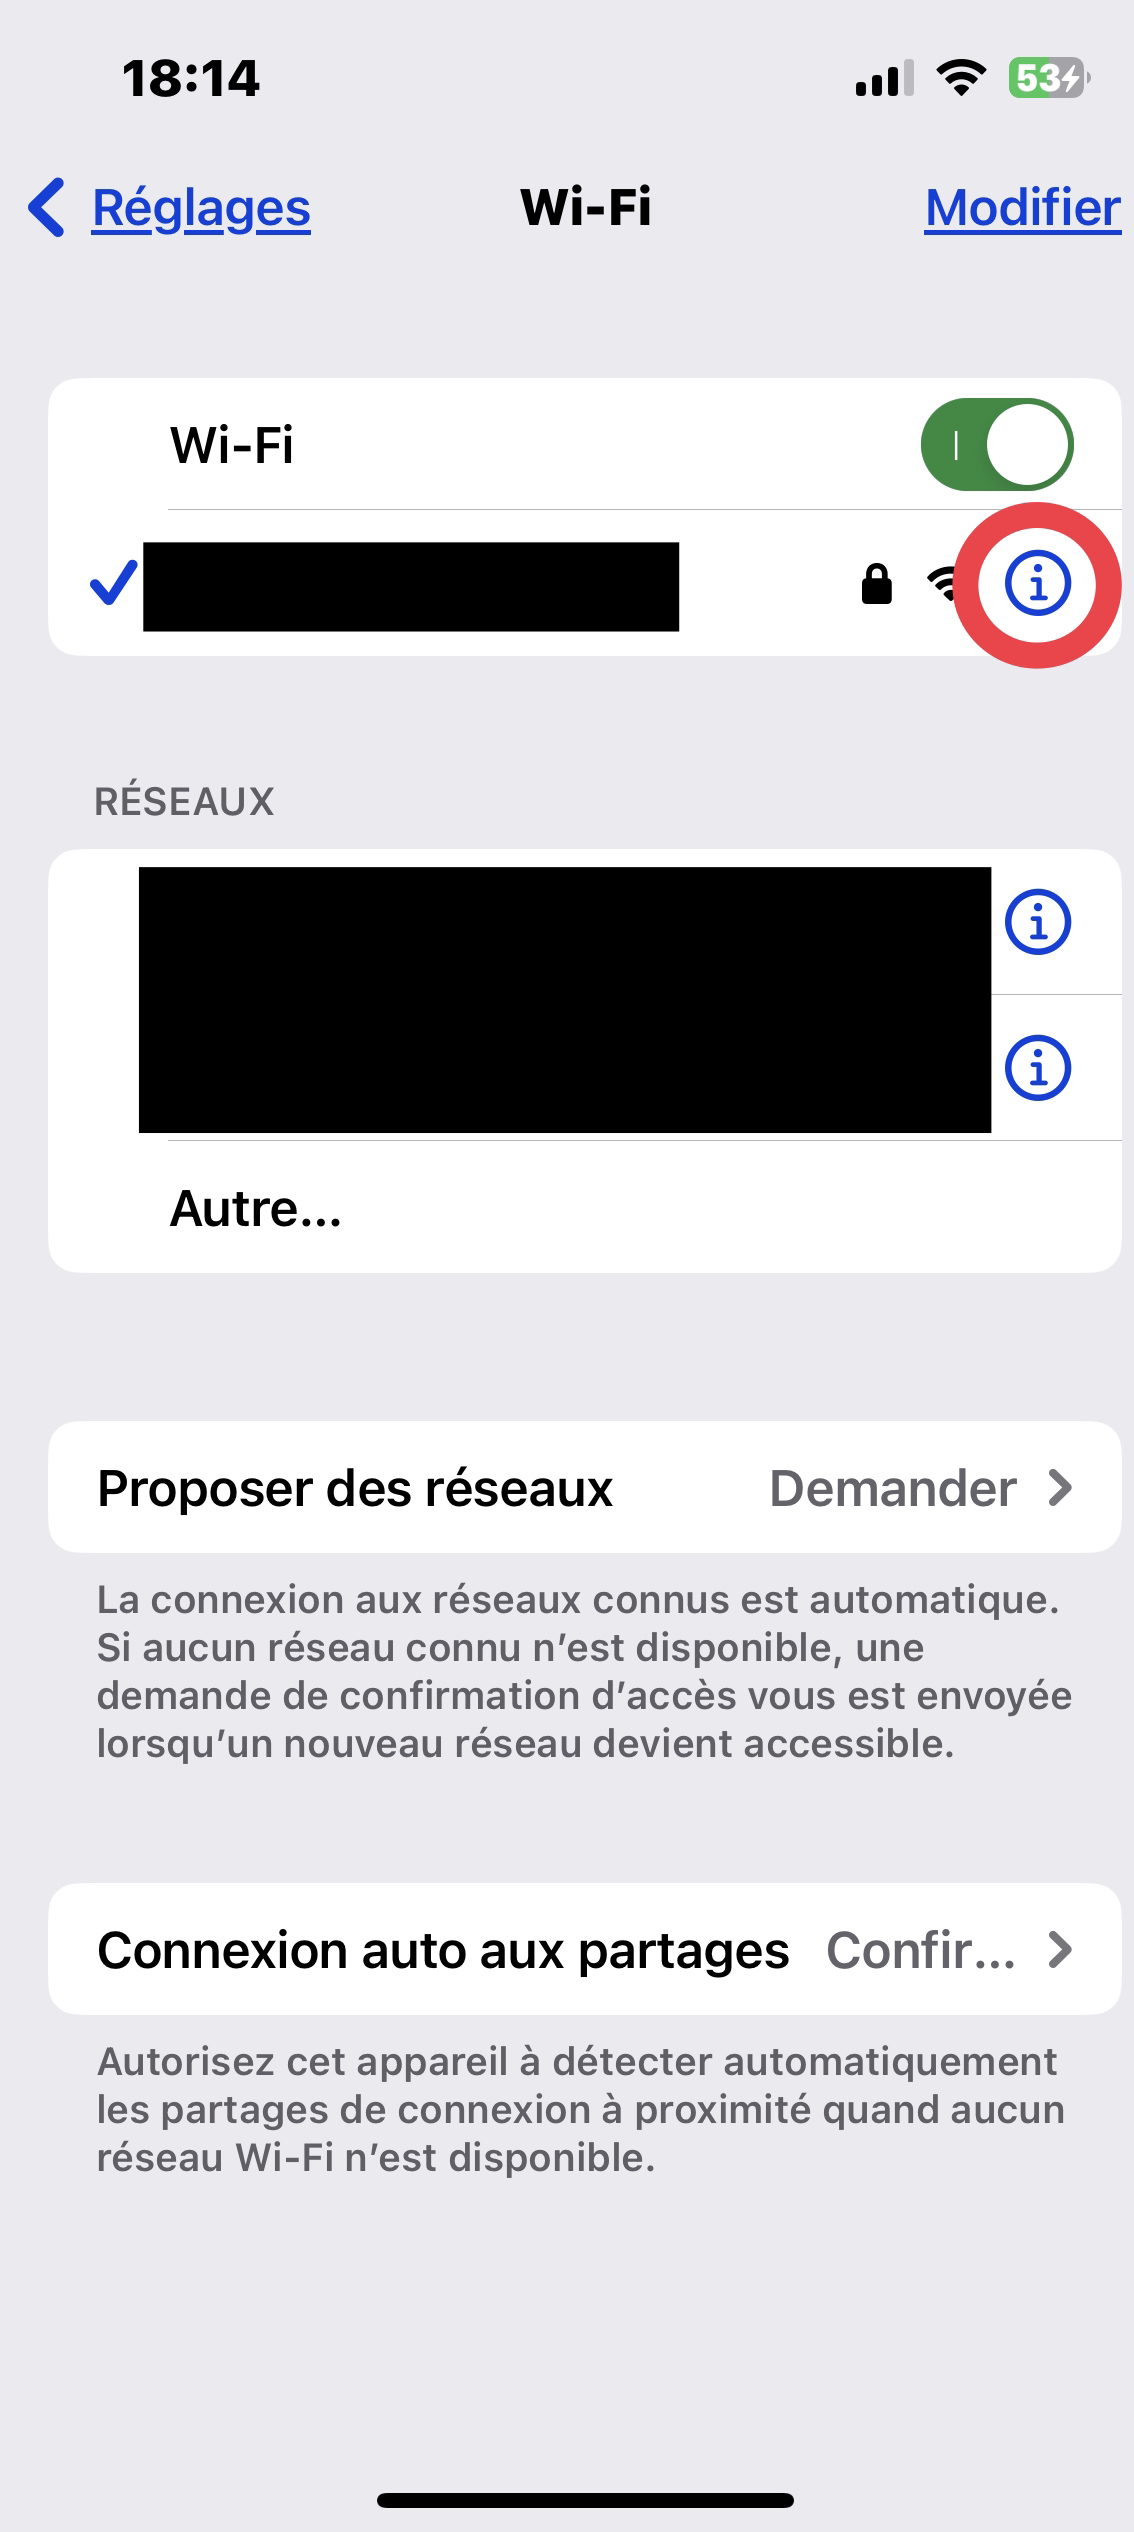 18:14
53
Réglages
Wi-Fi
Modifier
Wi-Fi
RÉSEAUX
Autre...
Proposer des réseaux Demander
La connexion aux réseaux connus est automatique.
Si aucun réseau connu n’est disponible, une
demande de confirmation d’accès vous est envoyée
lorsqu’un nouveau réseau devient accessible.
Connexion auto aux partages Confir...
Autorisez cet appareil à détecter automatiquement
les partages de connexion à proximité quand aucun
réseau Wi-Fi n’est disponible.